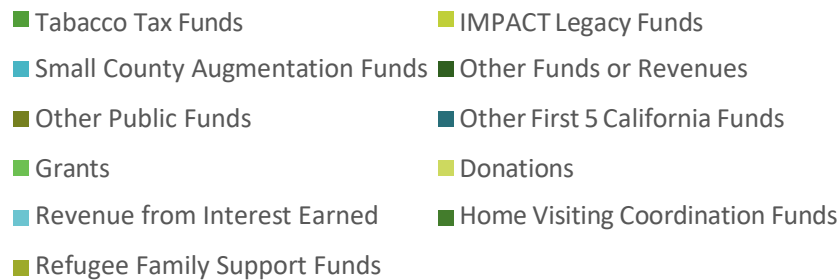 Tabacco Tax Funds
IMPACT Legacy Funds
Small County Augmentation Funds
Other Funds or Revenues
Other Public Funds
Other First 5 California Funds
Grants
Donations
Revenue from Interest Earned
Home Visiting Coordination Funds
Refugee Family Support Funds